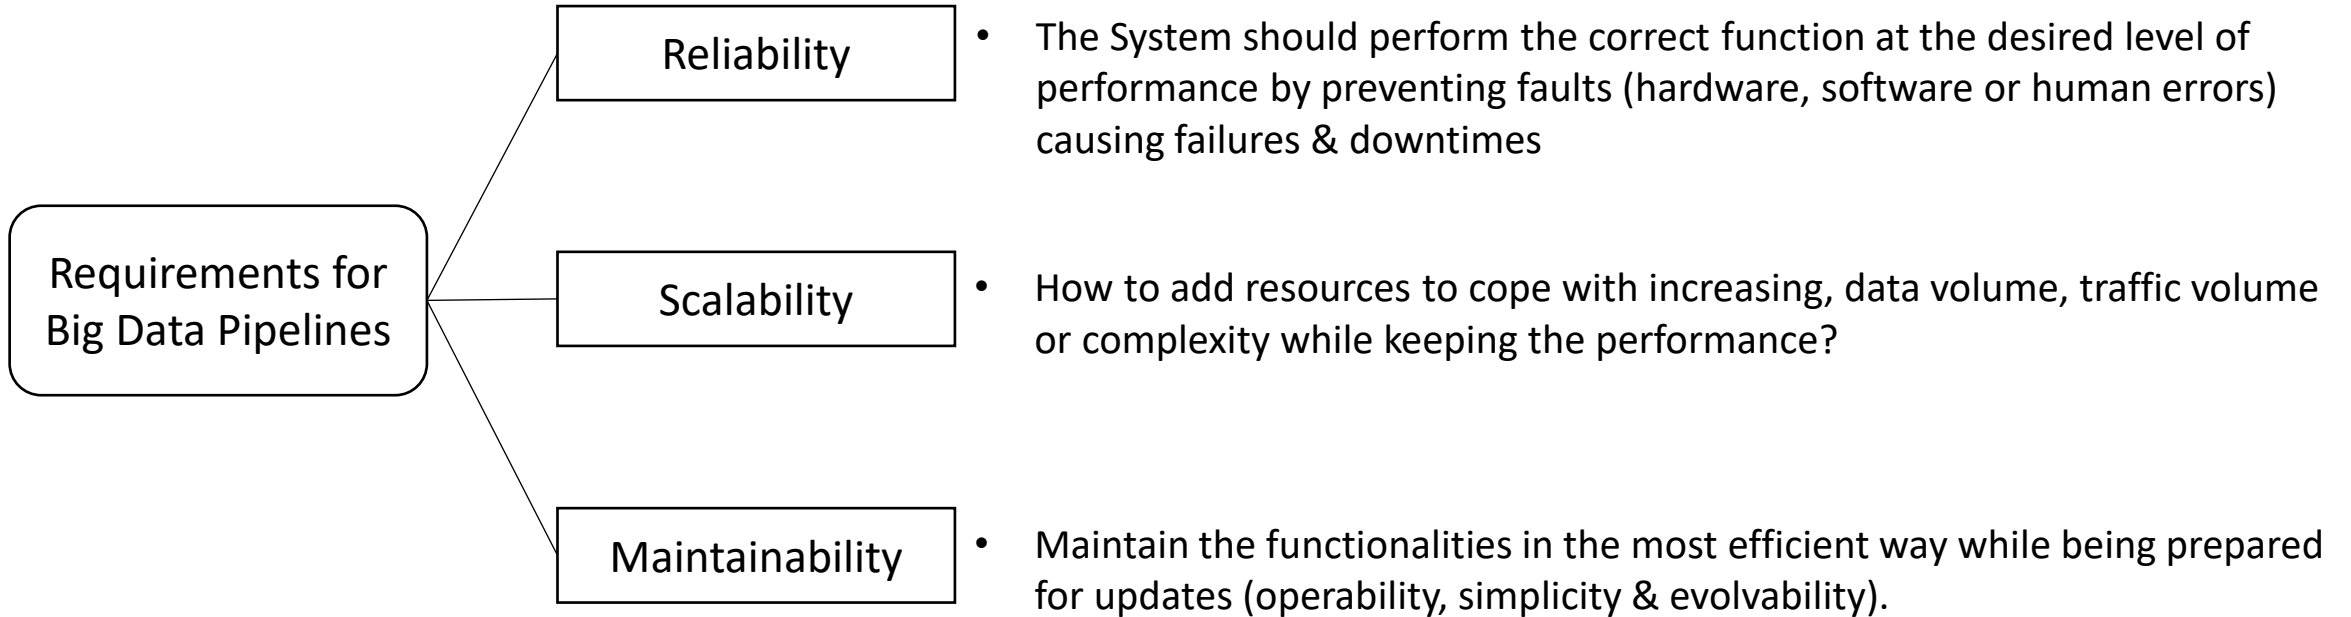 Reliability
• The System should perform the correct function at the desired level of
performance by preventing faults (hardware, software or human errors)
causing failures & downtimes
Requirements for
Big Data Pipelines
Scalability
• How to add resources to cope with increasing, data volume, traffic volume
or complexity while keeping the performance?
Maintainability
• Maintain the functionalities in the most efficient way while being prepared
for updates (operability, simplicity & evolvability).